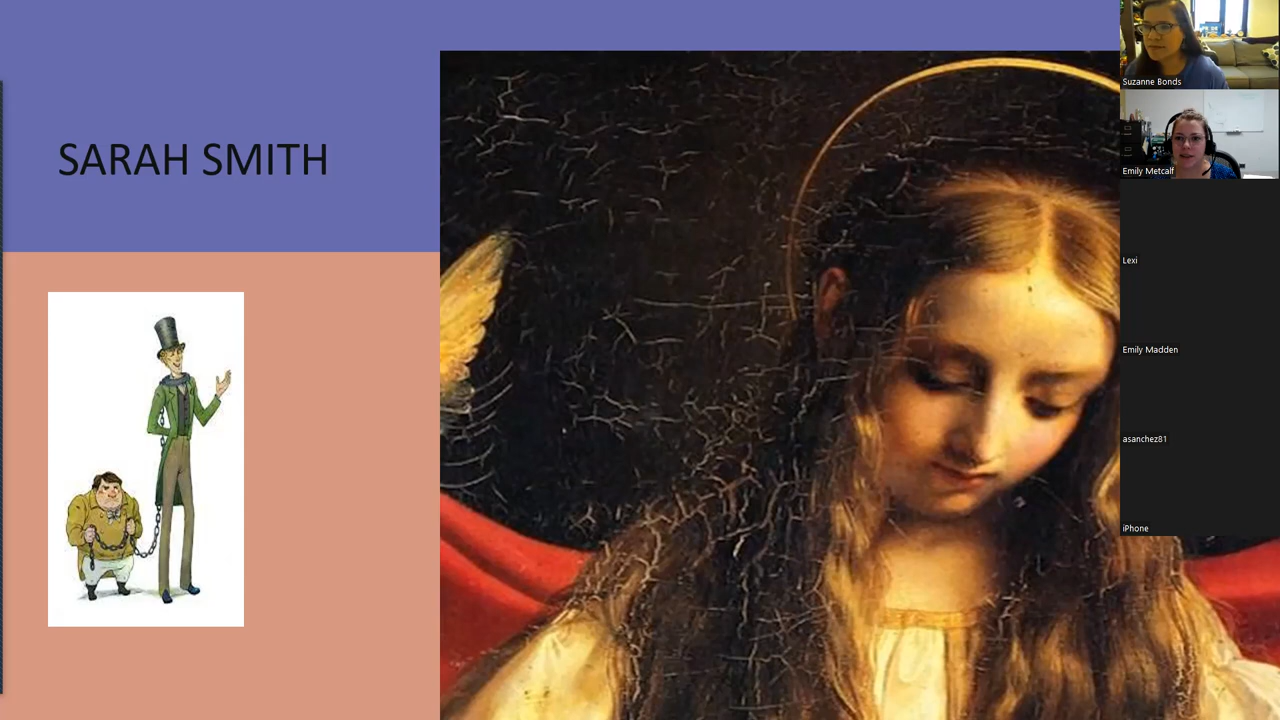 SARAH SMITH
Suzanne Bonds
Emily Metcalf
Lexi
Emily Madden
asanchez81
iPhone